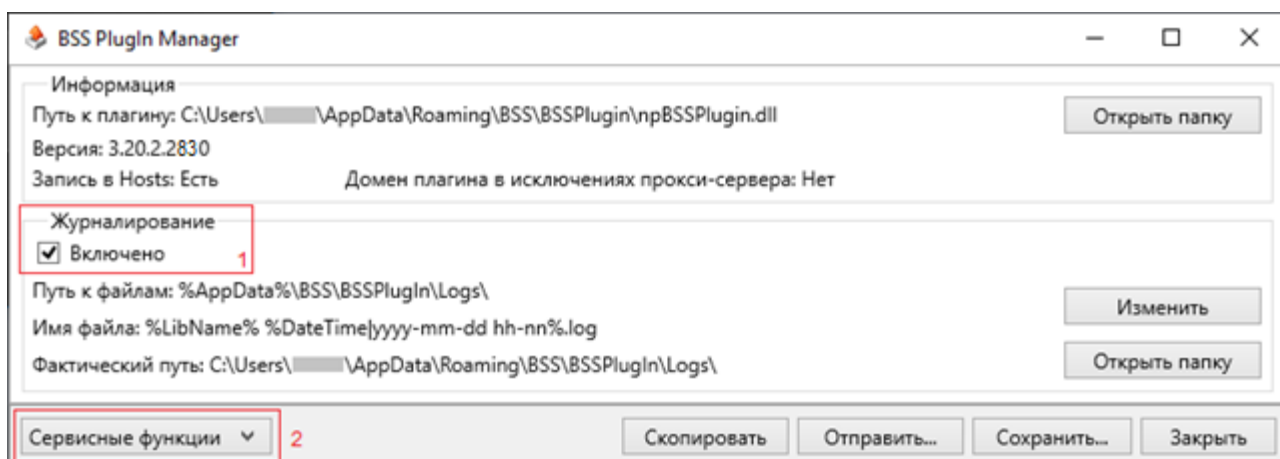 BSS PlugIn Manager
Информация
Путь к плагину: C:\Users\ \AppData\Roaming\BSS\BSSPlugin\npBSSPlugin.dll
Открыть папку
Версия: 3.20.2.2830
Запись в Hosts: Есть Домен плагина в исключениях прокси-сервера: Нет
Журналирование
Включено
1
Путь к файлам: %AppData%\BSS\BSSPlugIn\Logs\
Изменить
Имя файла: %LibName% %DateTime|yyyy-mm-dd hh-nn%.log
Фактический путь: C:\Users\ \AppData\Roaming\BSS\BSSPlugIn\Logs\
Открыть папку
Сервисные функции 2 Скопировать Отправить... Сохранить... Закрыть